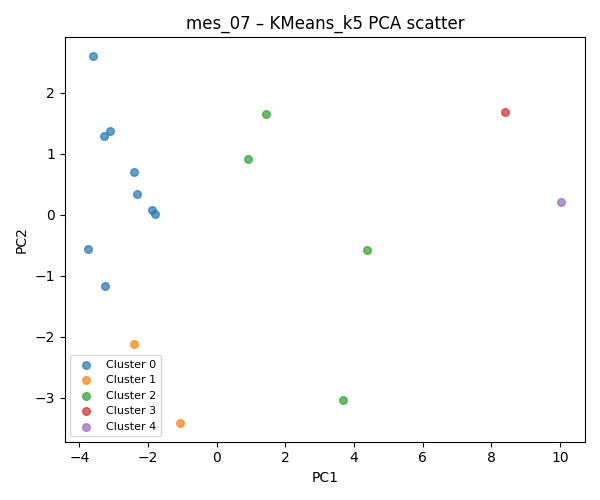 mes_07 – KMeans_k5 PCA scatter
PC2
2
1
0
−1
−2
−3
Cluster 0
Cluster 1
Cluster 2
Cluster 3
Cluster 4
−4 −2 0 2 4 6 8 10
PC1